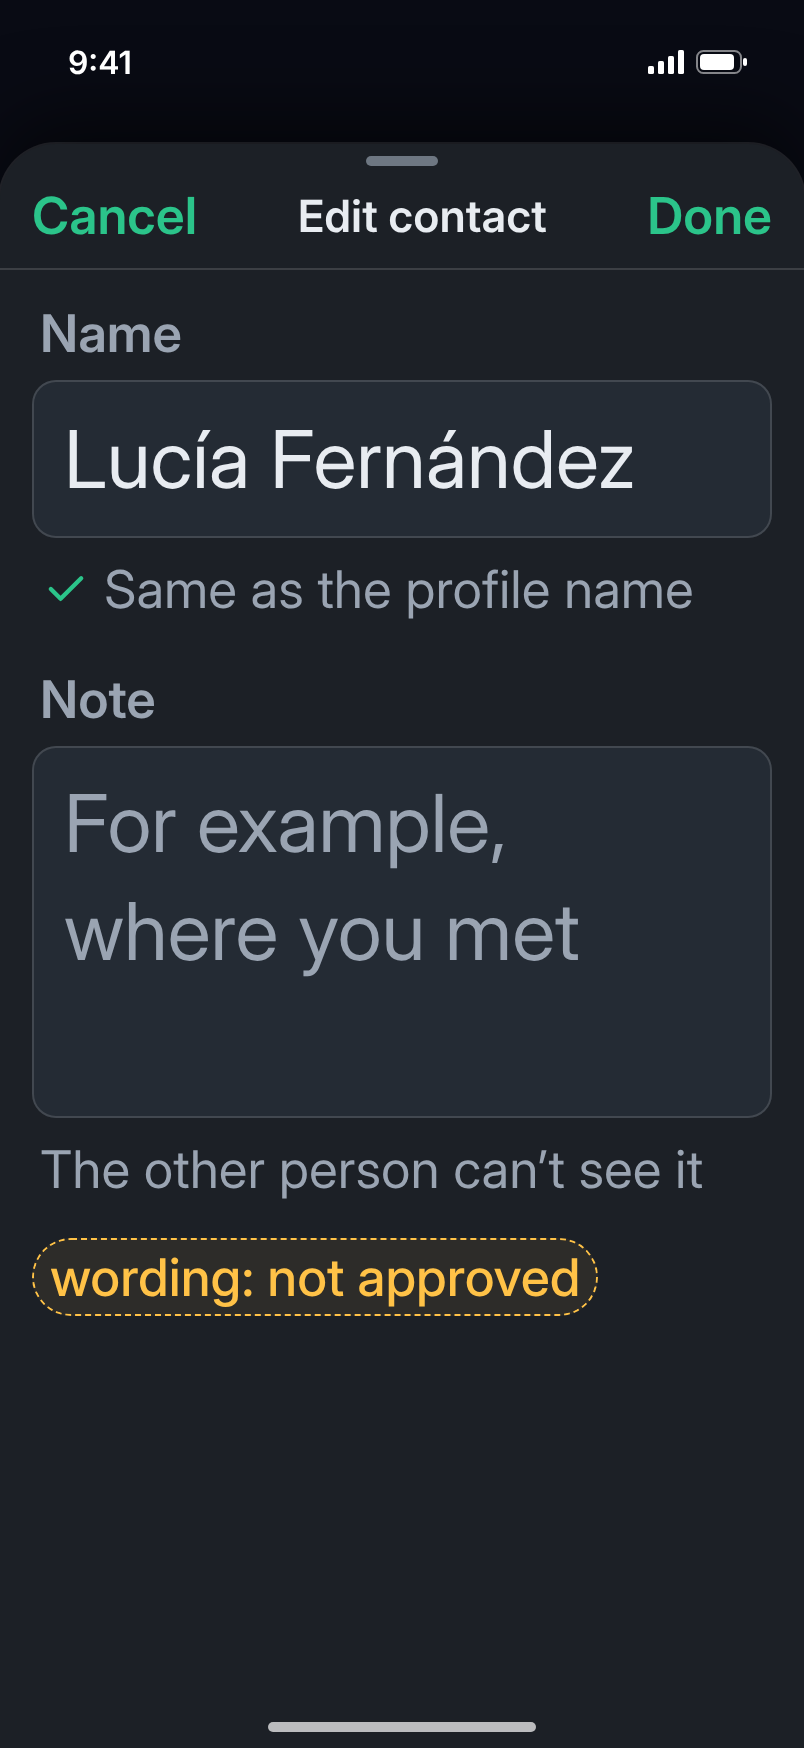 9:41
Cancel Edit contact Done
Name
Lucía Fernández
Same as the profile name
Note
For example,
where you met
The other person can’t see it
wording: not approved